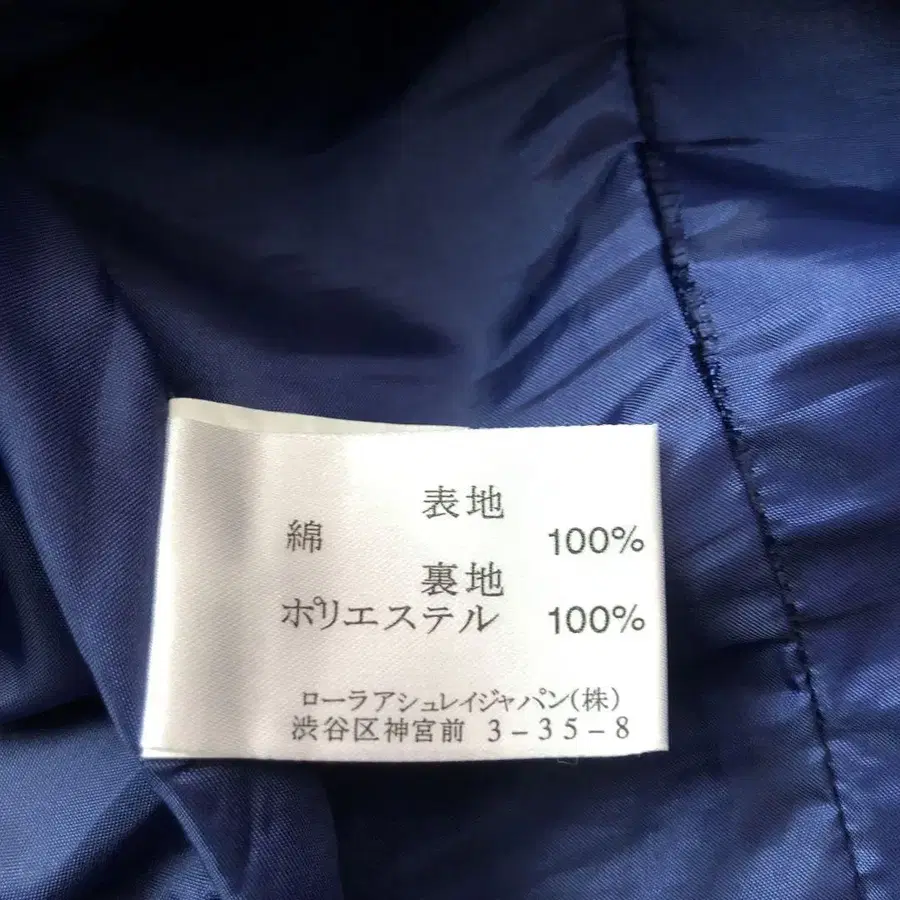 表地
綿 100%
裏地
ポリエステル 100%
ローラアシュレイジャパン(株)
渋谷区神宮前 3-35-8